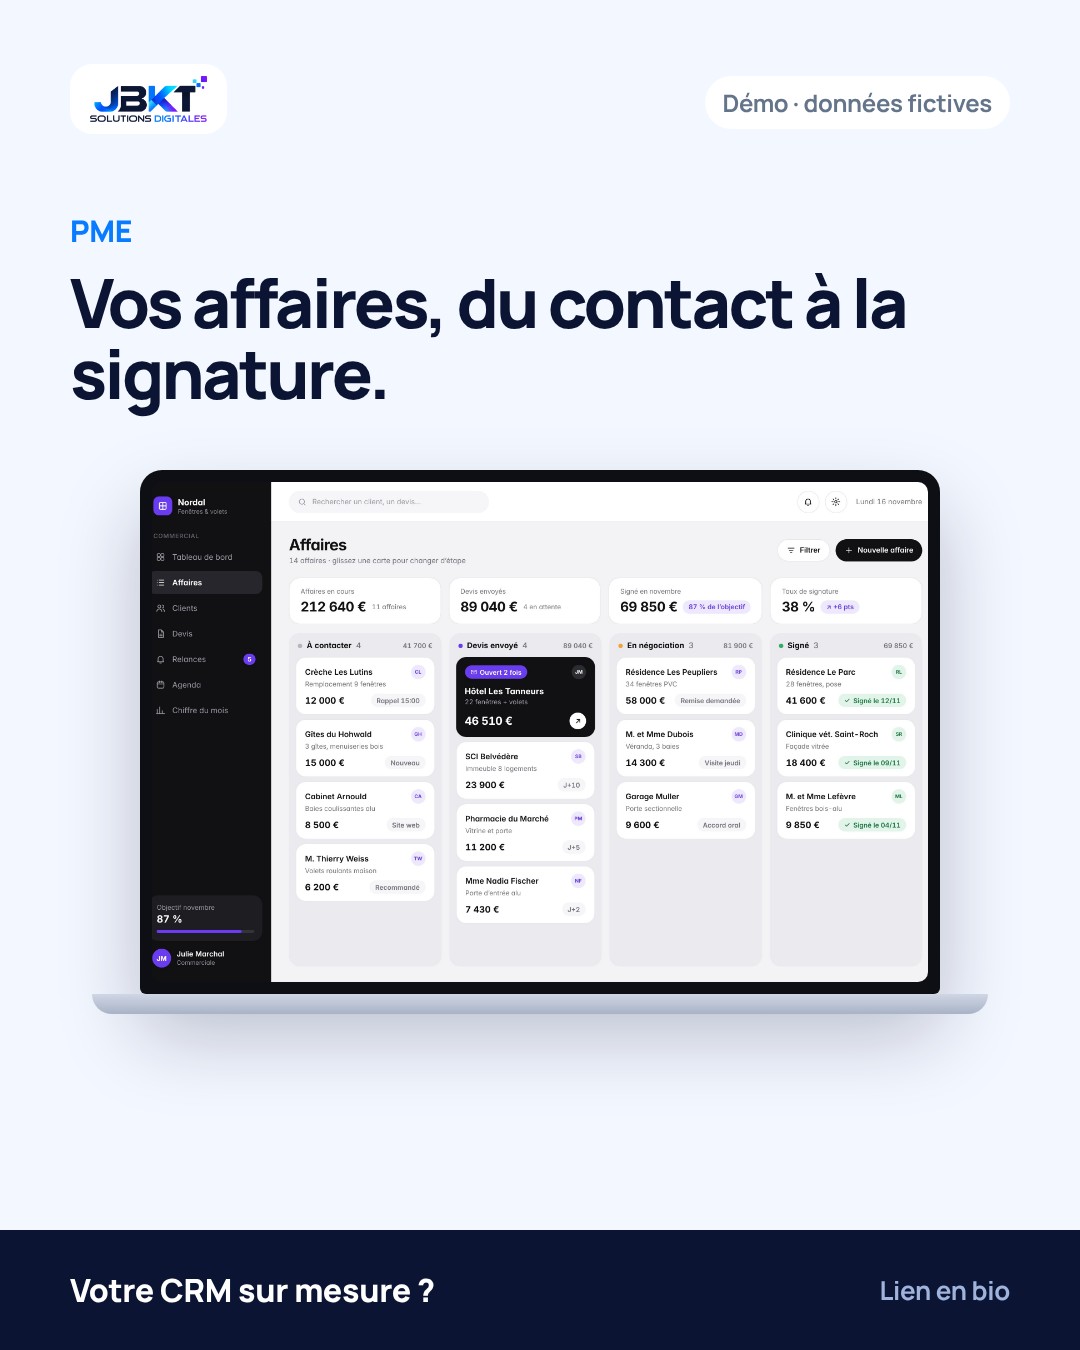 JBKT
SOLUTIONS DIGITALES
Démo · données fictives
PME
Vos affaires, du contact à la
signature.
Nordal
Fenêtres & volets
COMMERCIAL
Tableau de bord
Affaires
Clients
Devis
Relances 5
Agenda
Chiffre du mois
Objectif novembre
87 %
JM Julie Marchal
Commerciale
Rechercher un client, un devis...
Lundi 16 novembre
Affaires
14 affaires · glissez une carte pour changer d'étape
Filtrer
+ Nouvelle affaire
Affaires en cours
212 640 € 11 affaires
Devis envoyés
89 040 € 4 en attente
Signé en novembre
69 850 € 87 % de l'objectif
Taux de signature
38 % ↗ +6 pts
À contacter 4 41 700 €
Crèche Les Lutins CL
Remplacement 9 fenêtres
12 000 € Rappel 15:00
Gîtes du Hohwald GH
3 gîtes, menuiseries bois
15 000 € Nouveau
Cabinet Arnould CA
Baies coulissantes alu
8 500 € Site web
M. Thierry Weiss TW
Volets roulants maison
6 200 € Recommandé
Devis envoyé 4 89 040 €
Ouvert 2 fois JM
Hôtel Les Tanneurs
22 fenêtres + volets
46 510 €
SCI Belvédère SB
Immeuble 8 logements
23 900 € J+10
Pharmacie du Marché PM
Vitrine et porte
11 200 € J+5
Mme Nadia Fischer NF
Porte d'entrée alu
7 430 € J+2
En négociation 3 81 900 €
Résidence Les Peupliers RP
34 fenêtres PVC
58 000 € Remise demandée
M. et Mme Dubois MD
Véranda, 3 baies
14 300 € Visite jeudi
Garage Muller GM
Porte sectionnelle
9 600 € Accord oral
Signé 3 69 850 €
Résidence Le Parc RL
28 fenêtres, pose
41 600 € ✓ Signé le 12/11
Clinique vét. Saint-Roch SR
Façade vitrée
18 400 € ✓ Signé le 09/11
M. et Mme Lefèvre ML
Fenêtres bois-alu
9 850 € ✓ Signé le 04/11
Votre CRM sur mesure ?
Lien en bio